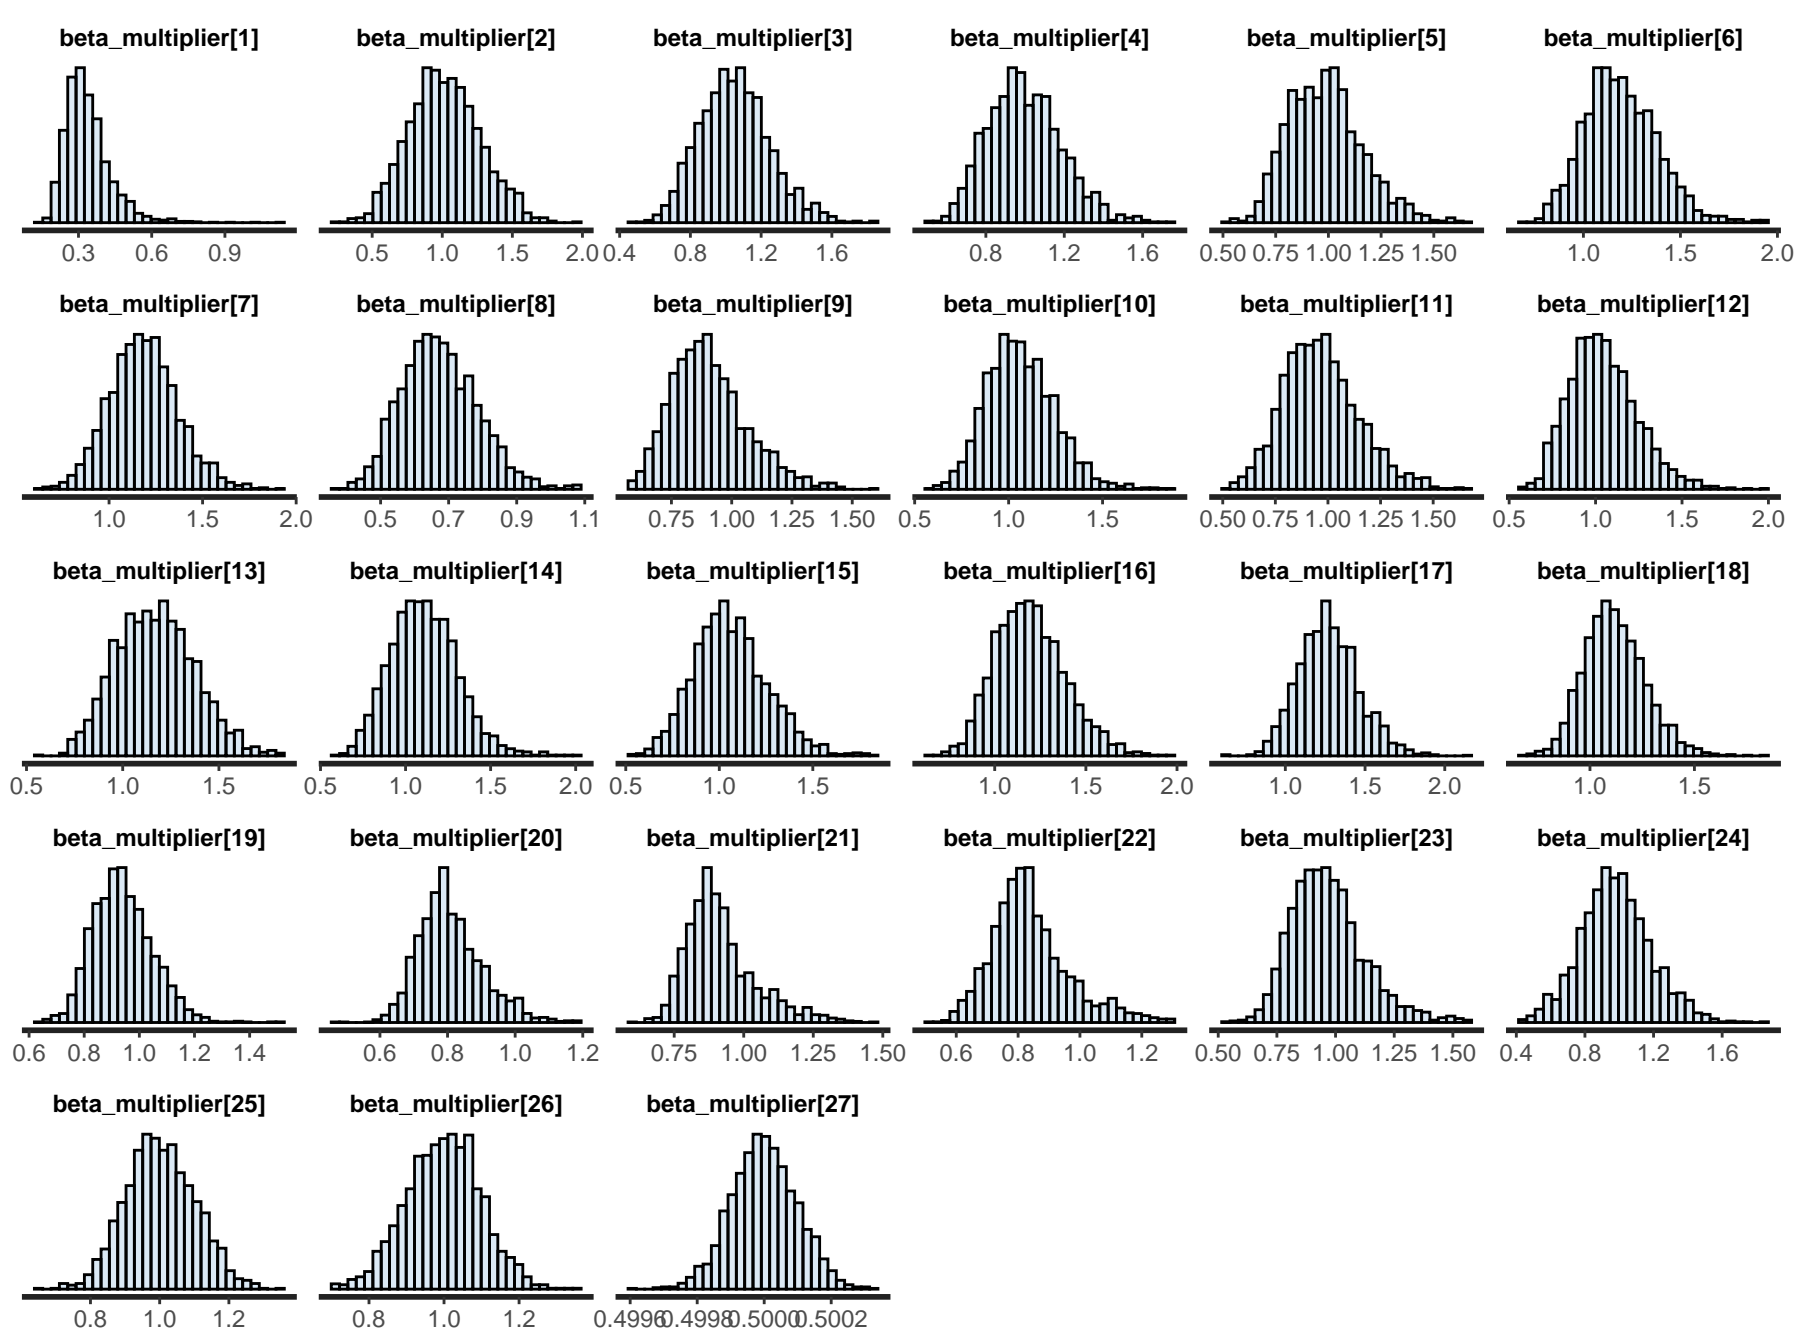 beta_multiplier[1] beta_multiplier[2] beta_multiplier[3] beta_multiplier[4] beta_multiplier[5] beta_multiplier[6]
0.3 0.6 0.9 0.5 1.0 1.5 2.0 0.4 0.8 1.2 1.6 0.8 1.2 1.6 0.50 0.75 1.00 1.25 1.50 1.0 1.5 2.0
beta_multiplier[7] beta_multiplier[8] beta_multiplier[9] beta_multiplier[10] beta_multiplier[11] beta_multiplier[12]
1.0 1.5 2.0 0.5 0.7 0.9 1.1 0.75 1.00 1.25 1.50 0.5 1.0 1.5 0.50 0.75 1.00 1.25 1.50 0.5 1.0 1.5 2.0
beta_multiplier[13] beta_multiplier[14] beta_multiplier[15] beta_multiplier[16] beta_multiplier[17] beta_multiplier[18]
0.5 1.0 1.5 0.5 1.0 1.5 2.0 0.5 1.0 1.5 1.0 1.5 2.0 1.0 1.5 2.0 1.0 1.5
beta_multiplier[19] beta_multiplier[20] beta_multiplier[21] beta_multiplier[22] beta_multiplier[23] beta_multiplier[24]
0.6 0.8 1.0 1.2 1.4 0.6 0.8 1.0 1.2 0.75 1.00 1.25 1.50 0.6 0.8 1.0 1.2 0.50 0.75 1.00 1.25 1.50 0.4 0.8 1.2 1.6
beta_multiplier[25] beta_multiplier[26] beta_multiplier[27]
0.8 1.0 1.2 0.8 1.0 1.2 0.4996 0.4998 0.5000 0.5002